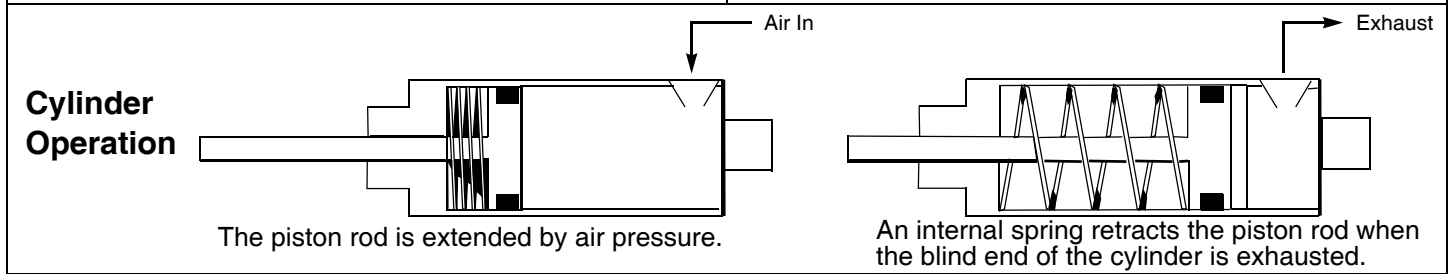 Air In
Exhaust
Cylinder
Operation
The piston rod is extended by air pressure.
An internal spring retracts the piston rod when
the blind end of the cylinder is exhausted.